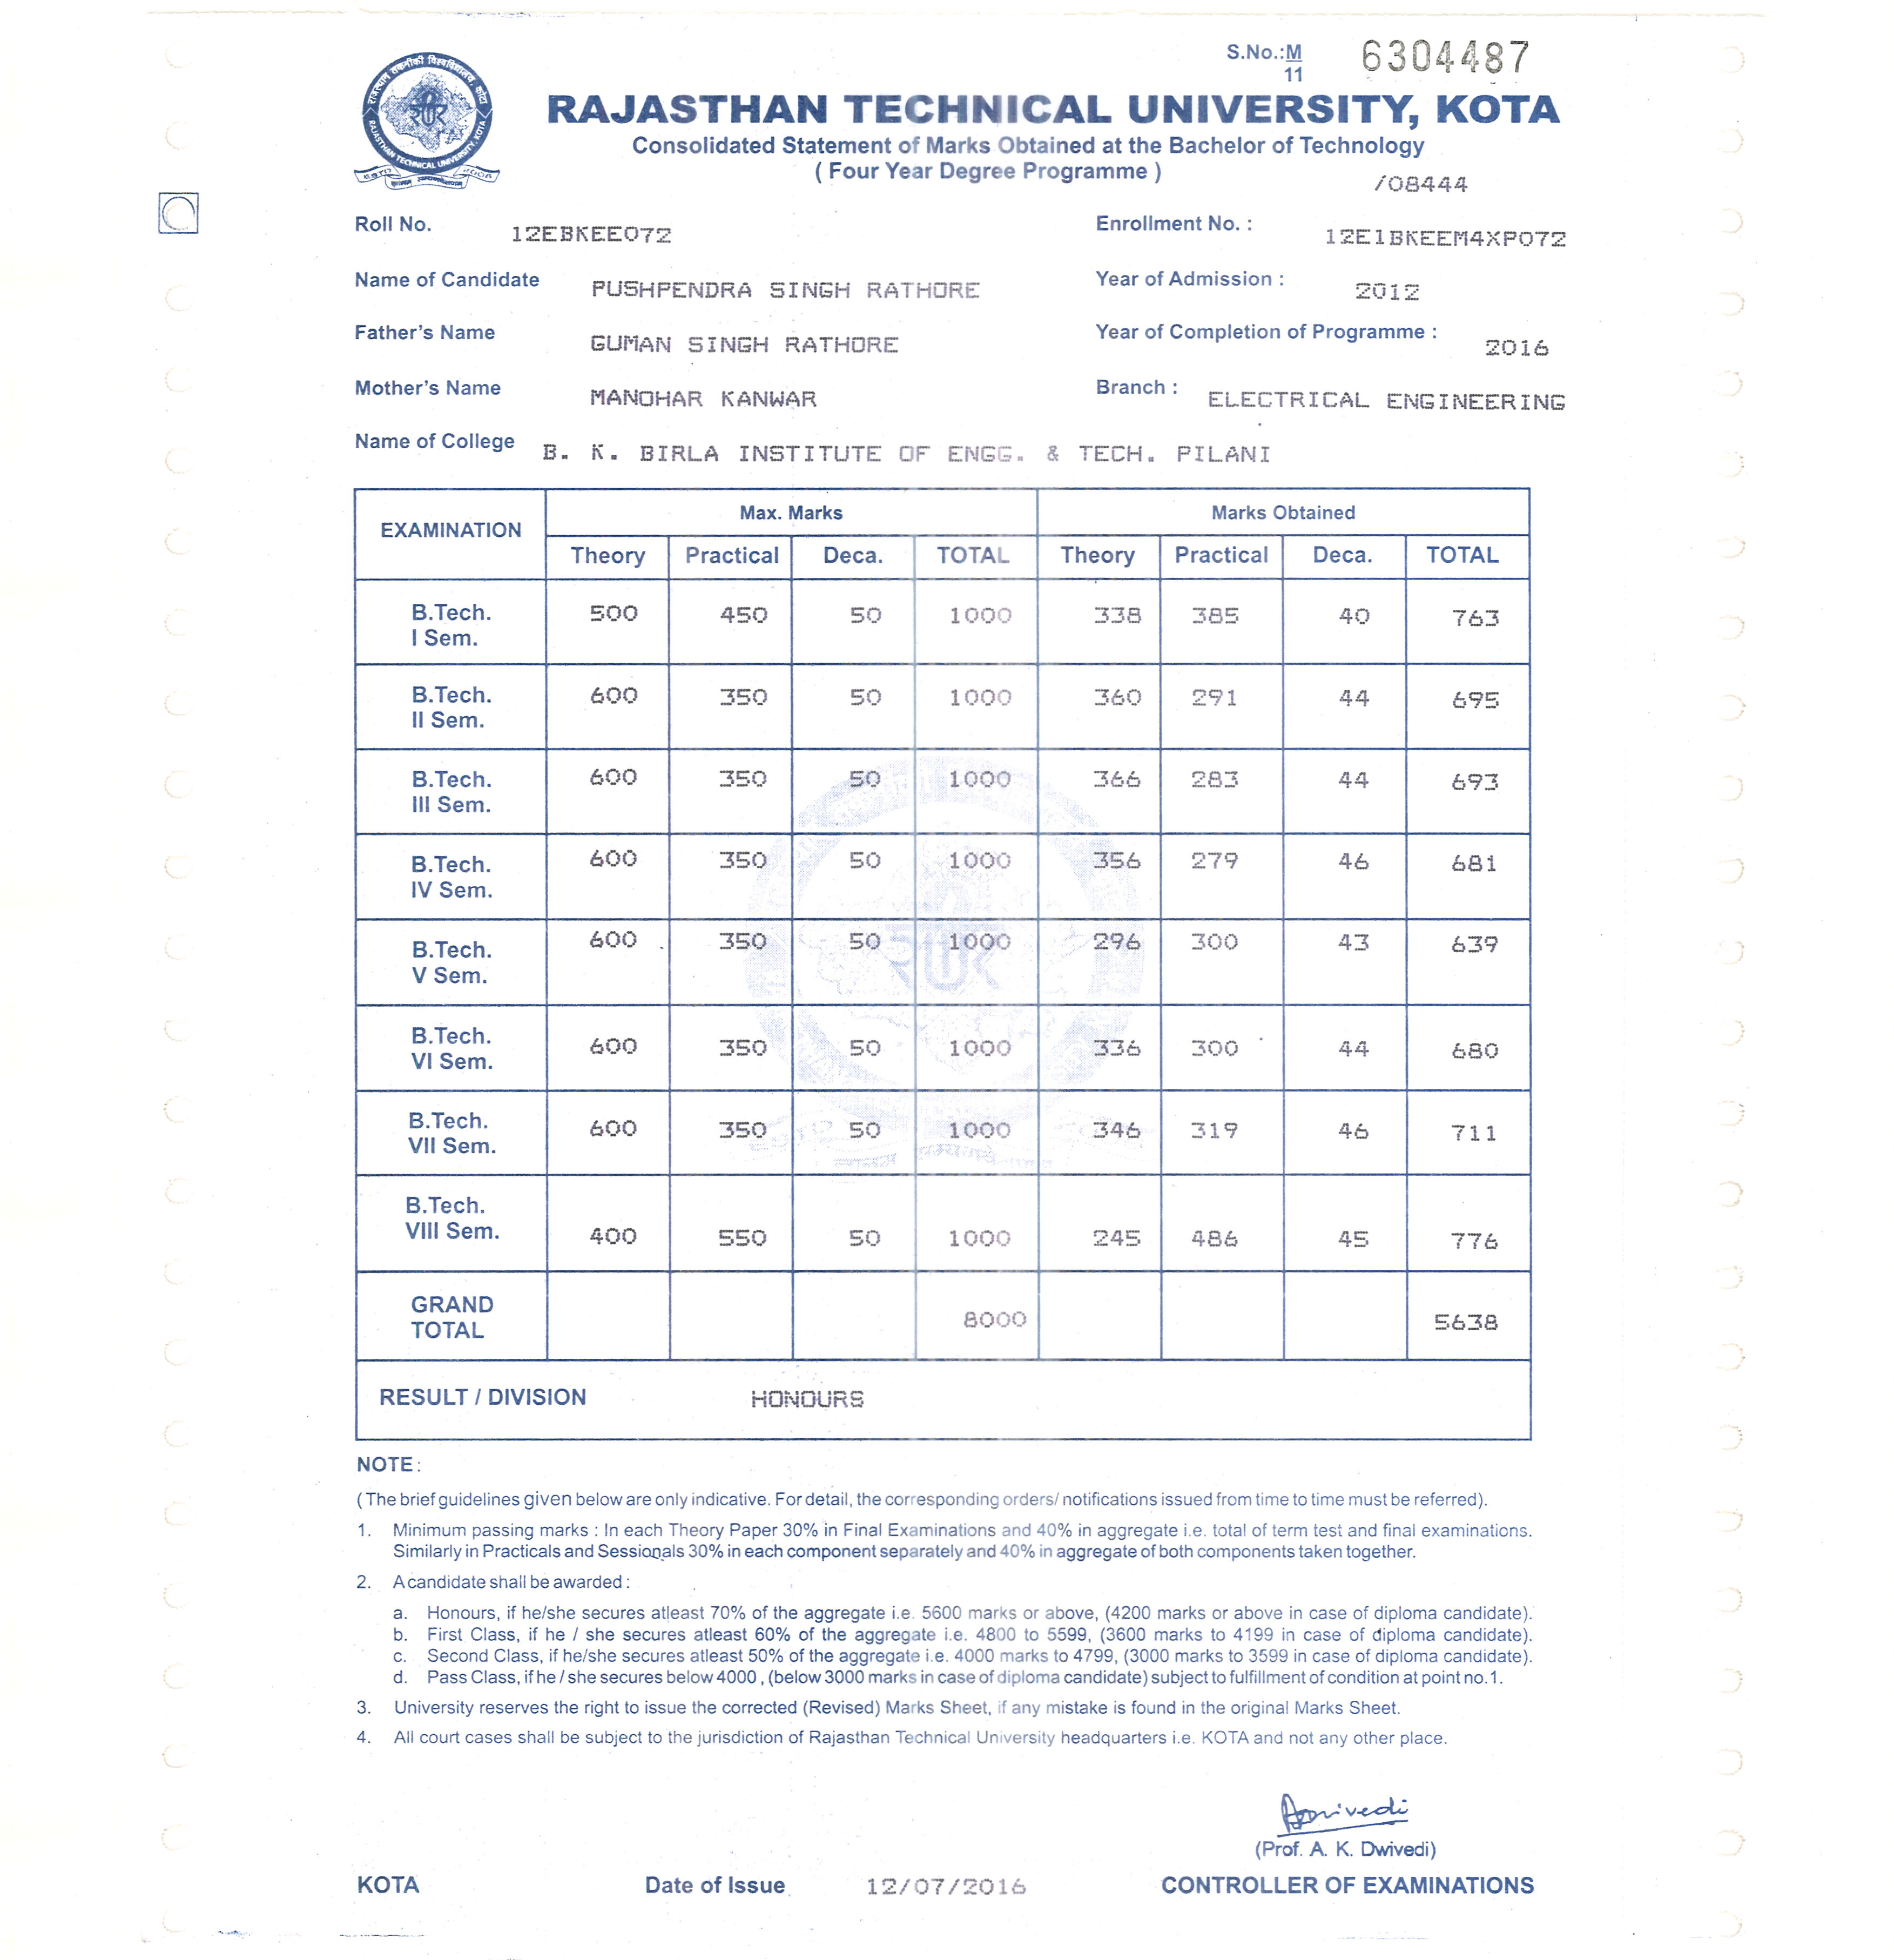 S.No.:M/11 6304487
RAJASTHAN TECHNICAL UNIVERSITY, KOTA
Consolidated Statement of Marks Obtained at the Bachelor of Technology
( Four Year Degree Programme )
/08444
राजस्थान तकनीकी विश्वविद्यालय, कोटा
RAJASTHAN TECHNICAL UNIVERSITY, KOTA
Roll No. 12EBKEE072 Enrollment No. : 12E1BKEEM4XP072
Name of Candidate PUSHPENDRA SINGH RATHORE Year of Admission : 2012
Father's Name GUMAN SINGH RATHORE Year of Completion of Programme : 2016
Mother's Name MANOHAR KANWAR Branch : ELECTRICAL ENGINEERING
Name of College B. K. BIRLA INSTITUTE OF ENGG. & TECH. PILANI
EXAMINATION Max. Marks Marks Obtained
Theory Practical Deca. TOTAL Theory Practical Deca. TOTAL
B.Tech. I Sem. 500 450 50 1000 338 385 40 763
B.Tech. II Sem. 600 350 50 1000 360 291 44 695
B.Tech. III Sem. 600 350 50 1000 366 283 44 693
B.Tech. IV Sem. 600 350 50 1000 356 279 46 681
B.Tech. V Sem. 600 350 50 1000 296 300 43 639
B.Tech. VI Sem. 600 350 50 1000 336 300 44 680
B.Tech. VII Sem. 600 350 50 1000 346 319 46 711
B.Tech. VIII Sem. 400 550 50 1000 245 486 45 776
GRAND TOTAL 8000 5638
RESULT / DIVISION HONOURS
NOTE :
( The brief guidelines given below are only indicative. For detail, the corresponding orders/ notifications issued from time to time must be referred).
1. Minimum passing marks : In each Theory Paper 30% in Final Examinations and 40% in aggregate i.e. total of term test and final examinations.
Similarly in Practicals and Sessionals 30% in each component separately and 40% in aggregate of both components taken together.
2. A candidate shall be awarded :
a. Honours, if he/she secures atleast 70% of the aggregate i.e. 5600 marks or above, (4200 marks or above in case of diploma candidate).
b. First Class, if he / she secures atleast 60% of the aggregate i.e. 4800 to 5599, (3600 marks to 4199 in case of diploma candidate).
c. Second Class, if he/she secures atleast 50% of the aggregate i.e. 4000 marks to 4799, (3000 marks to 3599 in case of diploma candidate).
d. Pass Class, if he / she secures below 4000 , (below 3000 marks in case of diploma candidate) subject to fulfillment of condition at point no.1.
3. University reserves the right to issue the corrected (Revised) Marks Sheet, if any mistake is found in the original Marks Sheet.
4. All court cases shall be subject to the jurisdiction of Rajasthan Technical University headquarters i.e. KOTA and not any other place.
(Prof. A. K. Dwivedi)
KOTA Date of Issue 12/07/2016 CONTROLLER OF EXAMINATIONS